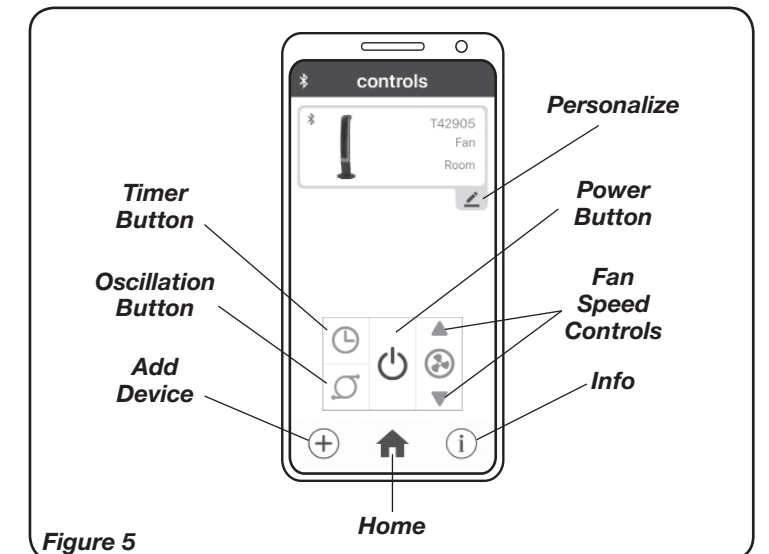 controls
T42905
Fan
Room
Personalize
Timer
Button
Power
Button
Oscillation
Button
Fan
Speed
Controls
Add
Device
Info
i
Home
Figure 5